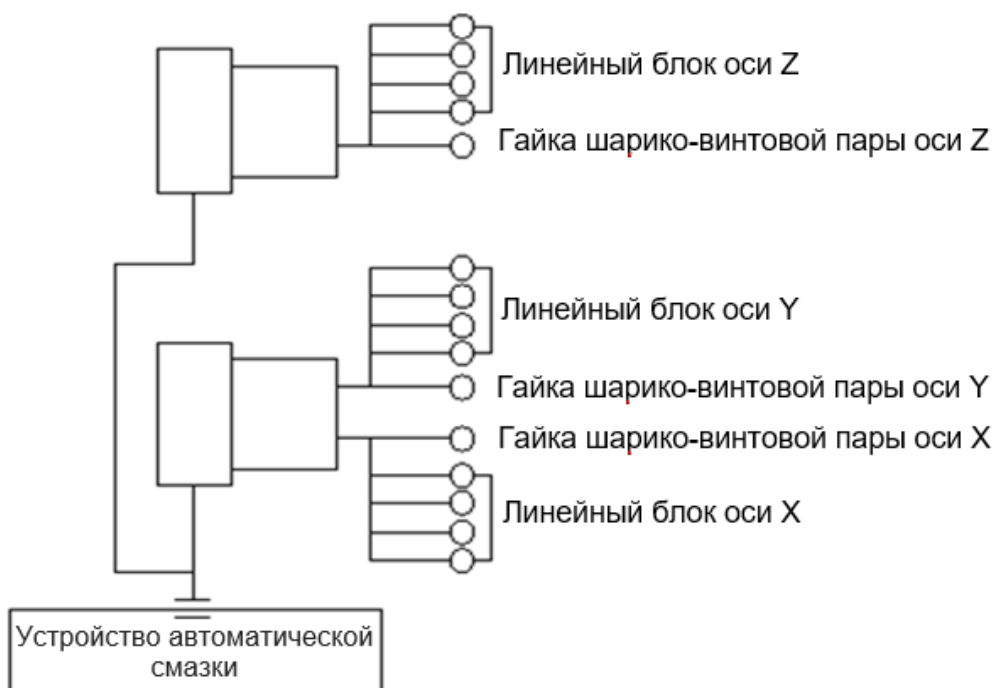 Линейный блок оси Z
Гайка шарико-винтовой пары оси Z
Линейный блок оси Y
Гайка шарико-винтовой пары оси Y
Гайка шарико-винтовой пары оси X
Линейный блок оси X
Устройство автоматической
смазки